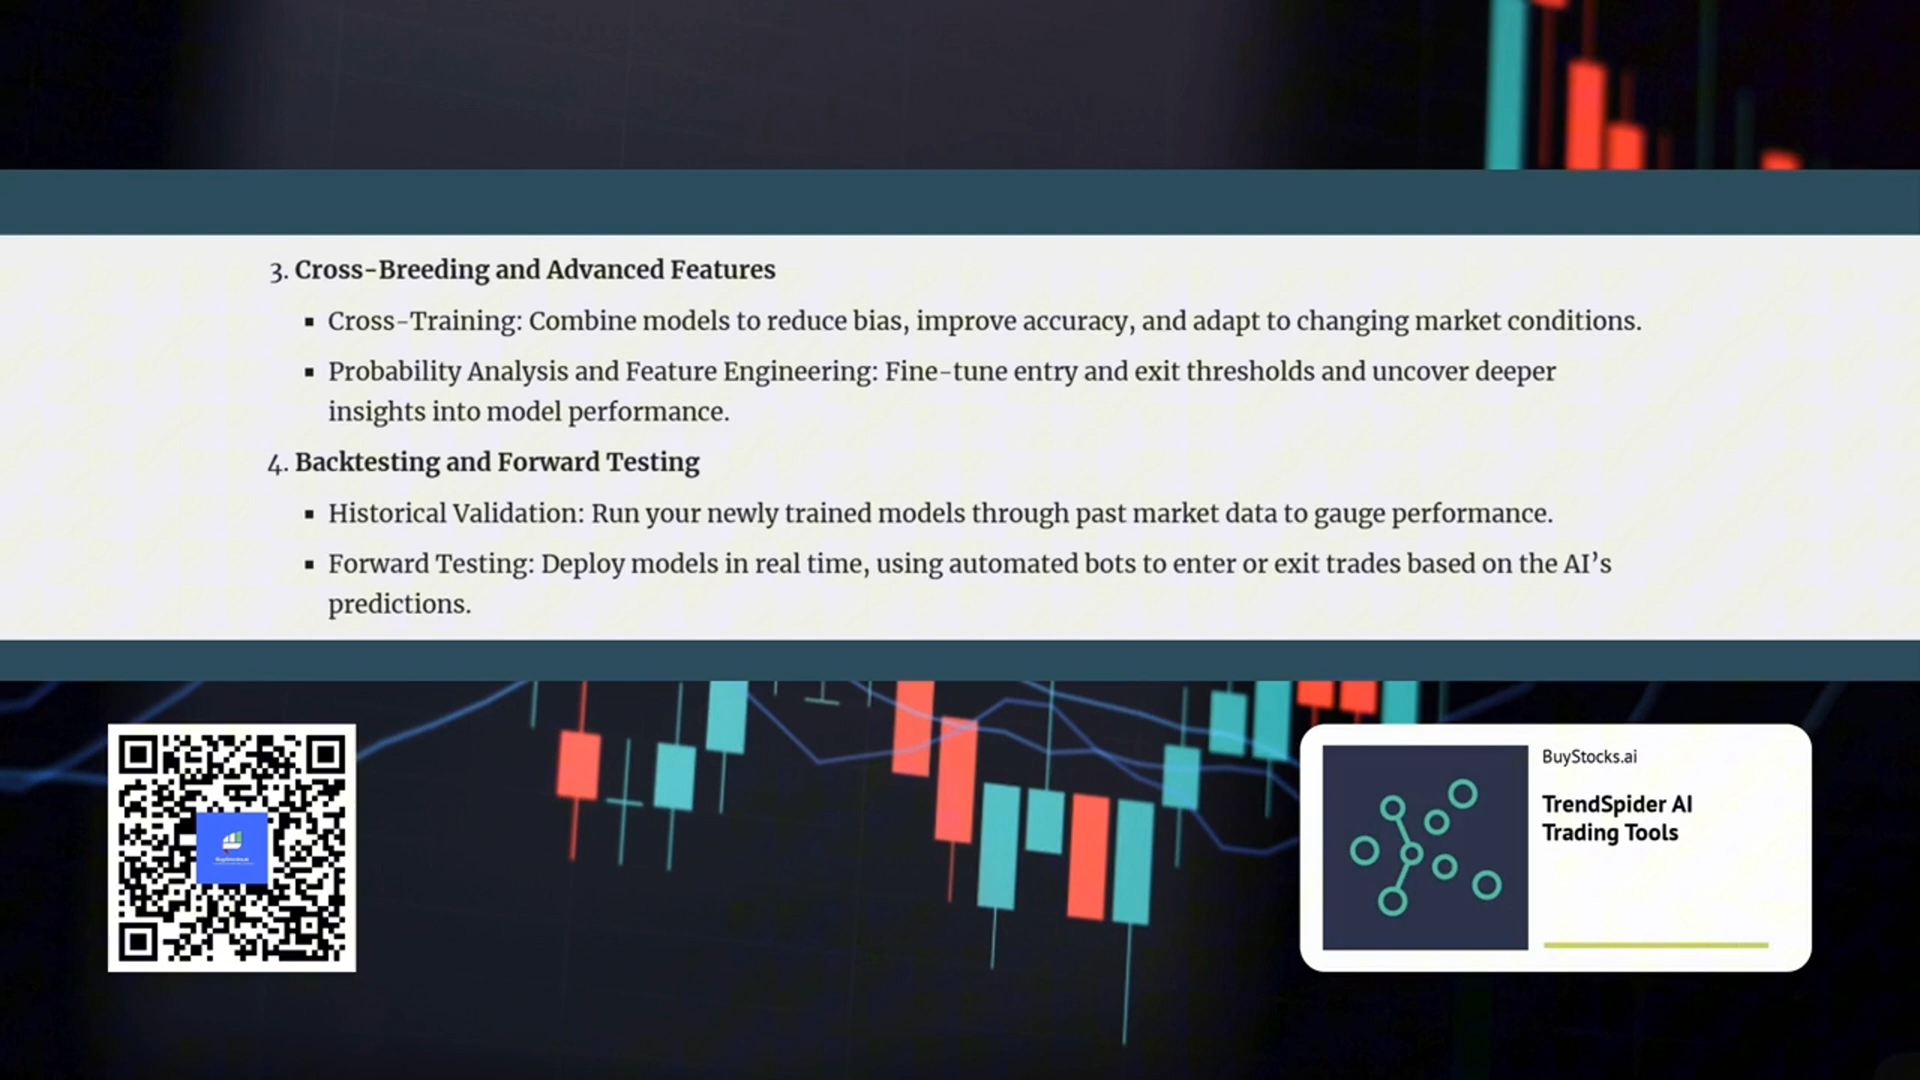 3. Cross-Breeding and Advanced Features
▪ Cross-Training: Combine models to reduce bias, improve accuracy, and adapt to changing market conditions.
▪ Probability Analysis and Feature Engineering: Fine-tune entry and exit thresholds and uncover deeper
insights into model performance.
4. Backtesting and Forward Testing
▪ Historical Validation: Run your newly trained models through past market data to gauge performance.
▪ Forward Testing: Deploy models in real time, using automated bots to enter or exit trades based on the AI’s
predictions.
BuyStocks.ai
BuyStocks.ai
TrendSpider AI
Trading Tools